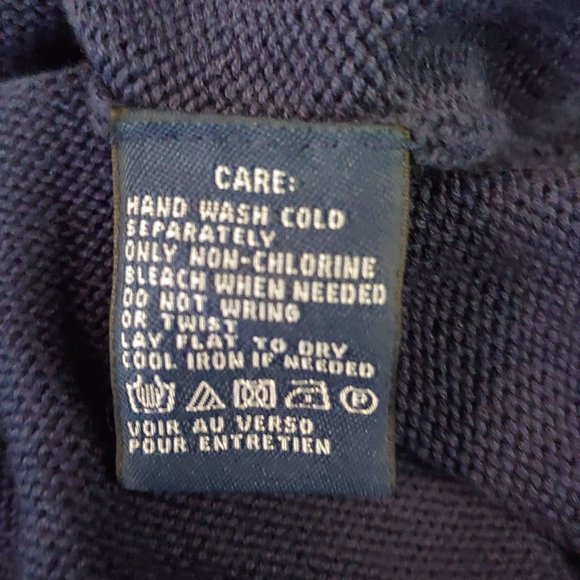 CARE:
HAND WASH COLD
SEPARATELY
ONLY NON-CHLORINE
BLEACH WHEN NEEDED
DO NOT WRING
OR TWIST
LAY FLAT TO DRY
COOL IRON IF NEEDED
P
VOIR AU VERSO
POUR ENTRETIEN